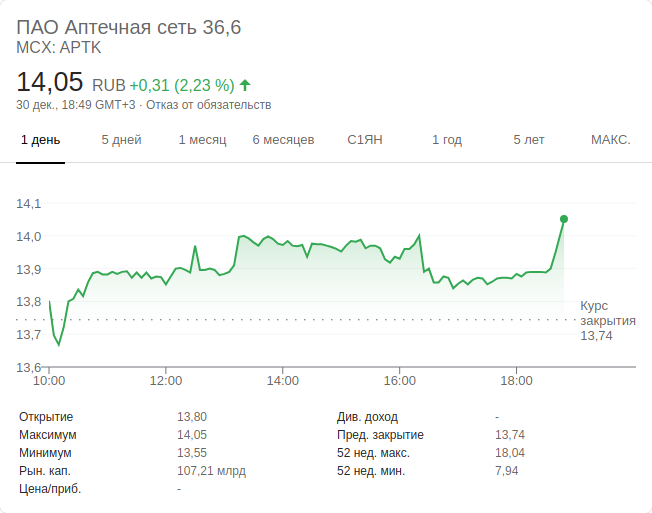 ПАО Аптечная сеть 36,6
MCX: APTK
14,05 RUB +0,31 (2,23 %)
30 дек., 18:49 GMT+3 · Отказ от обязательств
1 день 5 дней 1 месяц 6 месяцев С1ЯН 1 год 5 лет МАКС.
14,1
14,0
13,9
13,8
13,7
13,6
Курс
закрытия
13,74
10:00 12:00 14:00 16:00 18:00
Открытие 13,80 Див. доход -
Максимум 14,05 Пред. закрытие 13,74
Минимум 13,55 52 нед. макс. 18,04
Рын. кап. 107,21 млрд 52 нед. мин. 7,94
Цена/приб. -